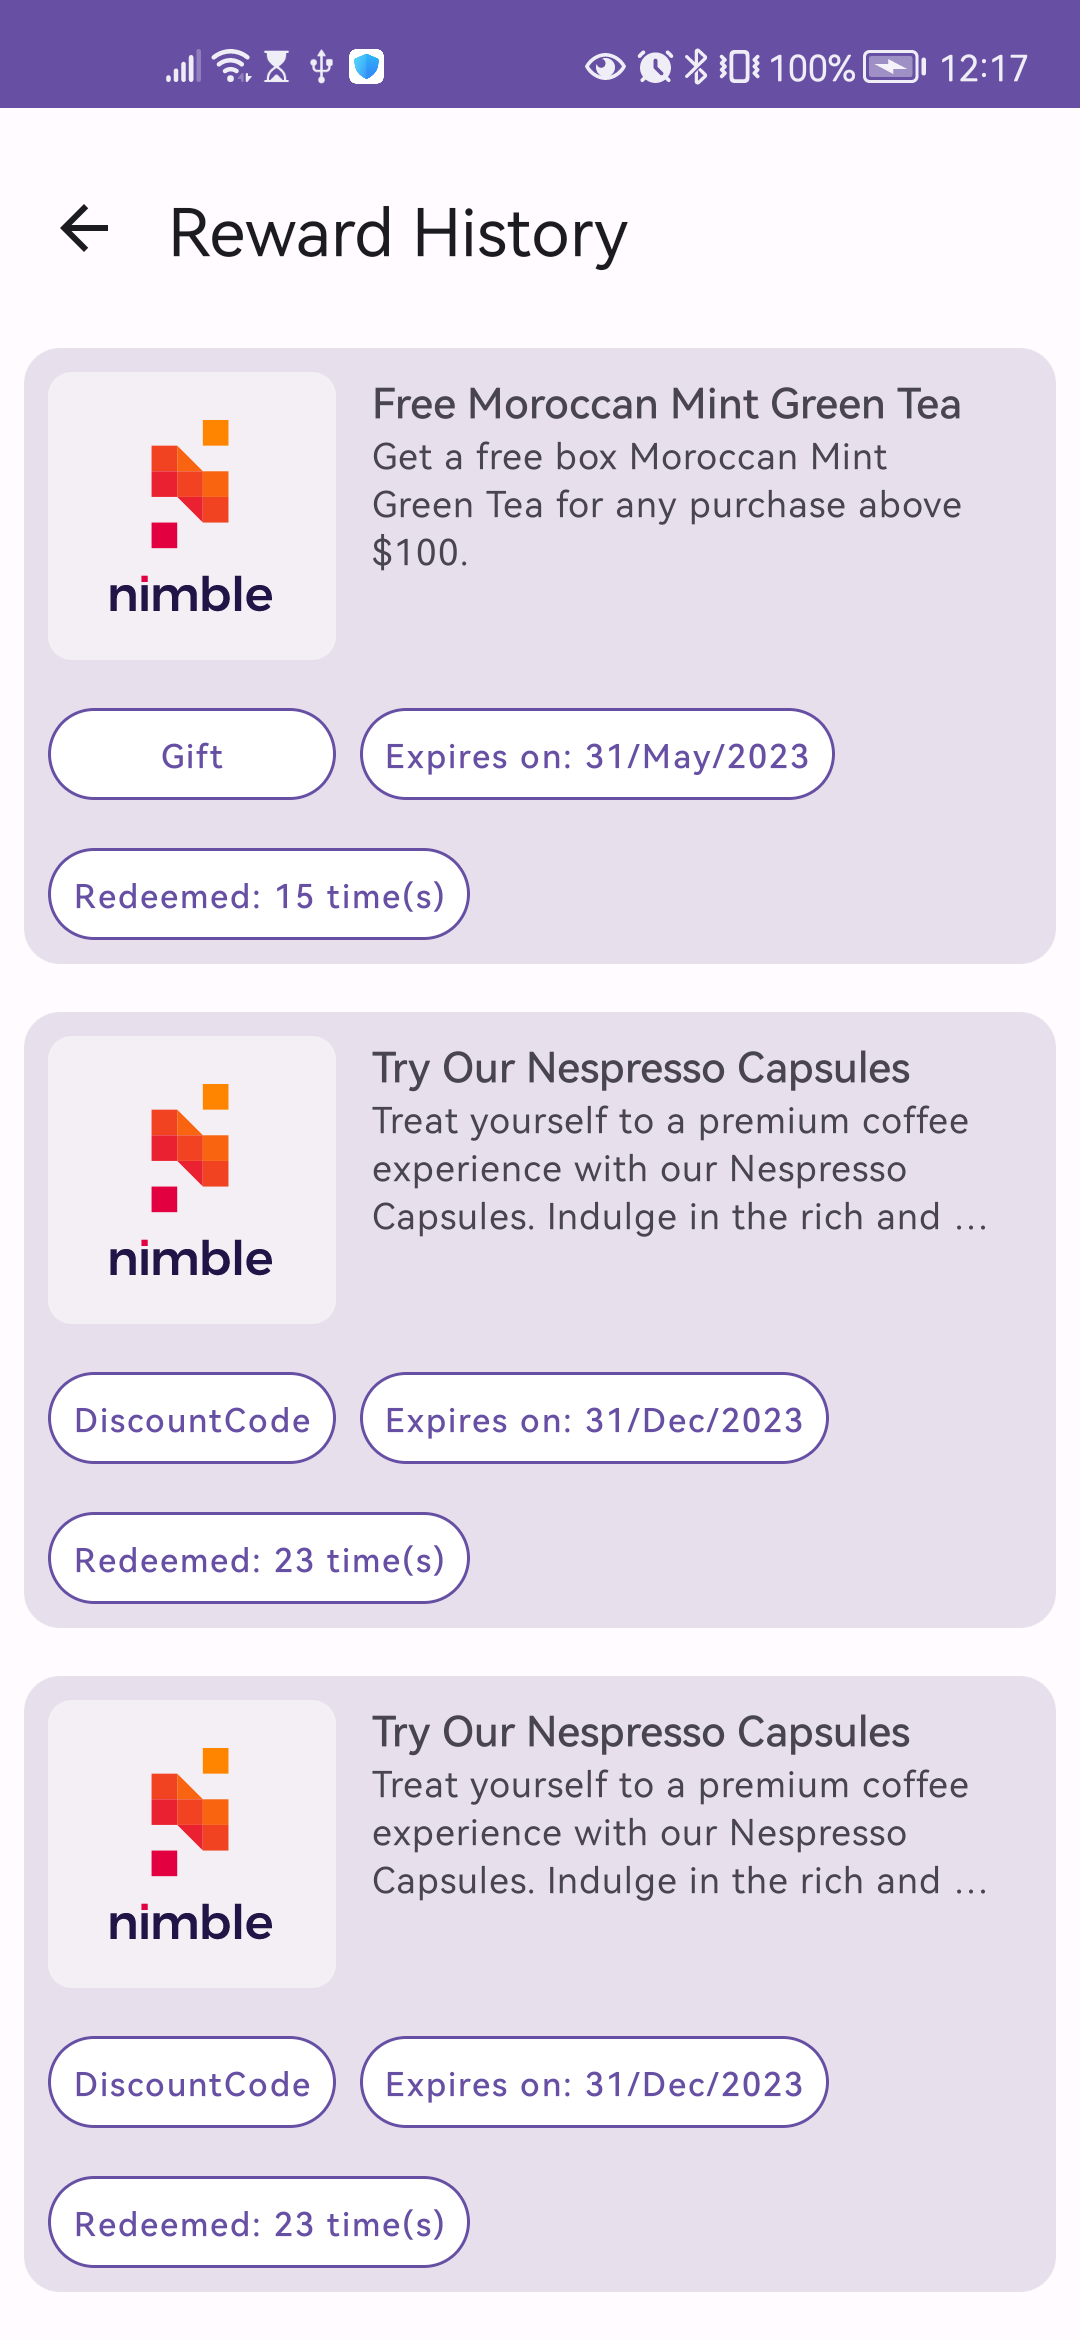 100% 12:17
Reward History
nimble
Free Moroccan Mint Green Tea
Get a free box Moroccan Mint
Green Tea for any purchase above
$100.
Gift
Expires on: 31/May/2023
Redeemed: 15 time(s)
nimble
Try Our Nespresso Capsules
Treat yourself to a premium coffee
experience with our Nespresso
Capsules. Indulge in the rich and ...
DiscountCode
Expires on: 31/Dec/2023
Redeemed: 23 time(s)
nimble
Try Our Nespresso Capsules
Treat yourself to a premium coffee
experience with our Nespresso
Capsules. Indulge in the rich and ...
DiscountCode
Expires on: 31/Dec/2023
Redeemed: 23 time(s)